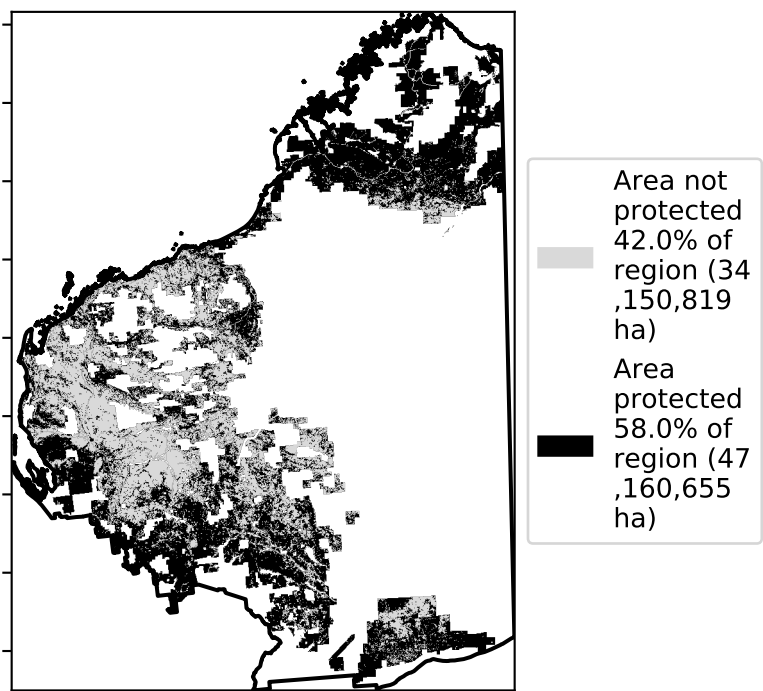 Area not
protected
42.0% of
region (34
,150,819
ha)
Area
protected
58.0% of
region (47
,160,655
ha)